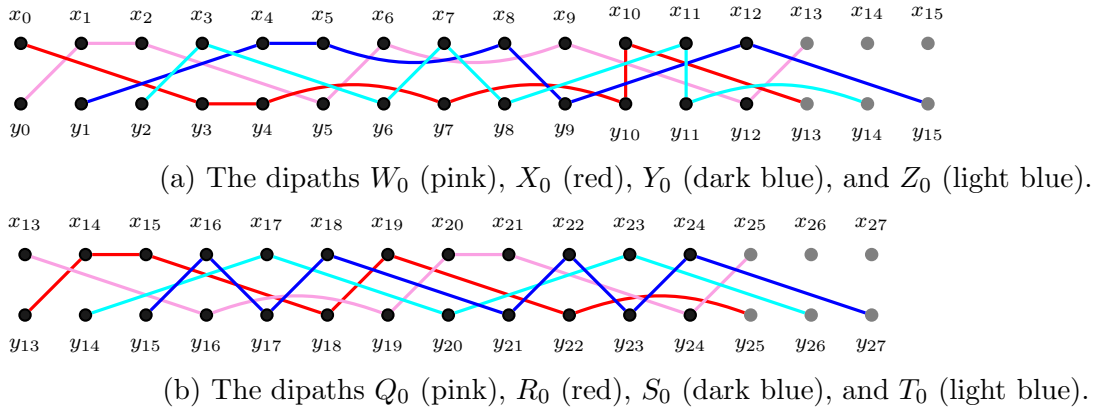 x₀ x₁ x₂ x₃ x₄ x₅ x₆ x₇ x₈ x₉ x₁₀ x₁₁ x₁₂ x₁₃ x₁₄ x₁₅
y₀ y₁ y₂ y₃ y₄ y₅ y₆ y₇ y₈ y₉ y₁₀ y₁₁ y₁₂ y₁₃ y₁₄ y₁₅
(a) The dipaths W₀ (pink), X₀ (red), Y₀ (dark blue), and Z₀ (light blue).
x₁₃ x₁₄ x₁₅ x₁₆ x₁₇ x₁₈ x₁₉ x₂₀ x₂₁ x₂₂ x₂₃ x₂₄ x₂₅ x₂₆ x₂₇
y₁₃ y₁₄ y₁₅ y₁₆ y₁₇ y₁₈ y₁₉ y₂₀ y₂₁ y₂₂ y₂₃ y₂₄ y₂₅ y₂₆ y₂₇
(b) The dipaths Q₀ (pink), R₀ (red), S₀ (dark blue), and T₀ (light blue).